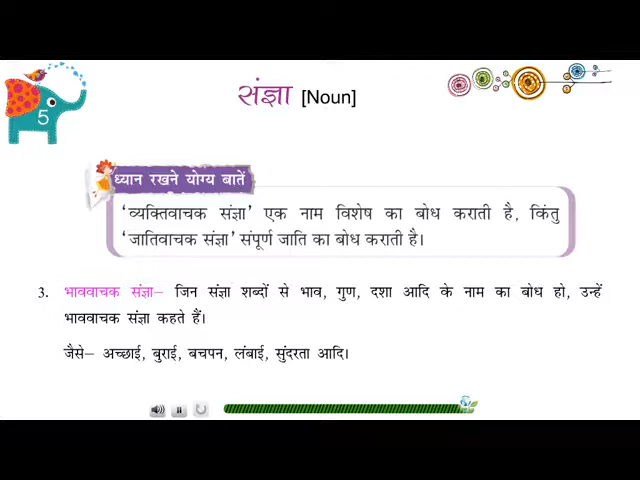 5
संज्ञा [Noun]
ध्यान रखने योग्य बातें
‘व्यक्तिवाचक संज्ञा’ एक नाम विशेष का बोध कराती है, किंतु
‘जातिवाचक संज्ञा’ संपूर्ण जाति का बोध कराती है।
3. भाववाचक संज्ञा– जिन संज्ञा शब्दों से भाव, गुण, दशा आदि के नाम का बोध हो, उन्हें
भाववाचक संज्ञा कहते हैं।
जैसे– अच्छाई, बुराई, बचपन, लंबाई, सुंदरता आदि।